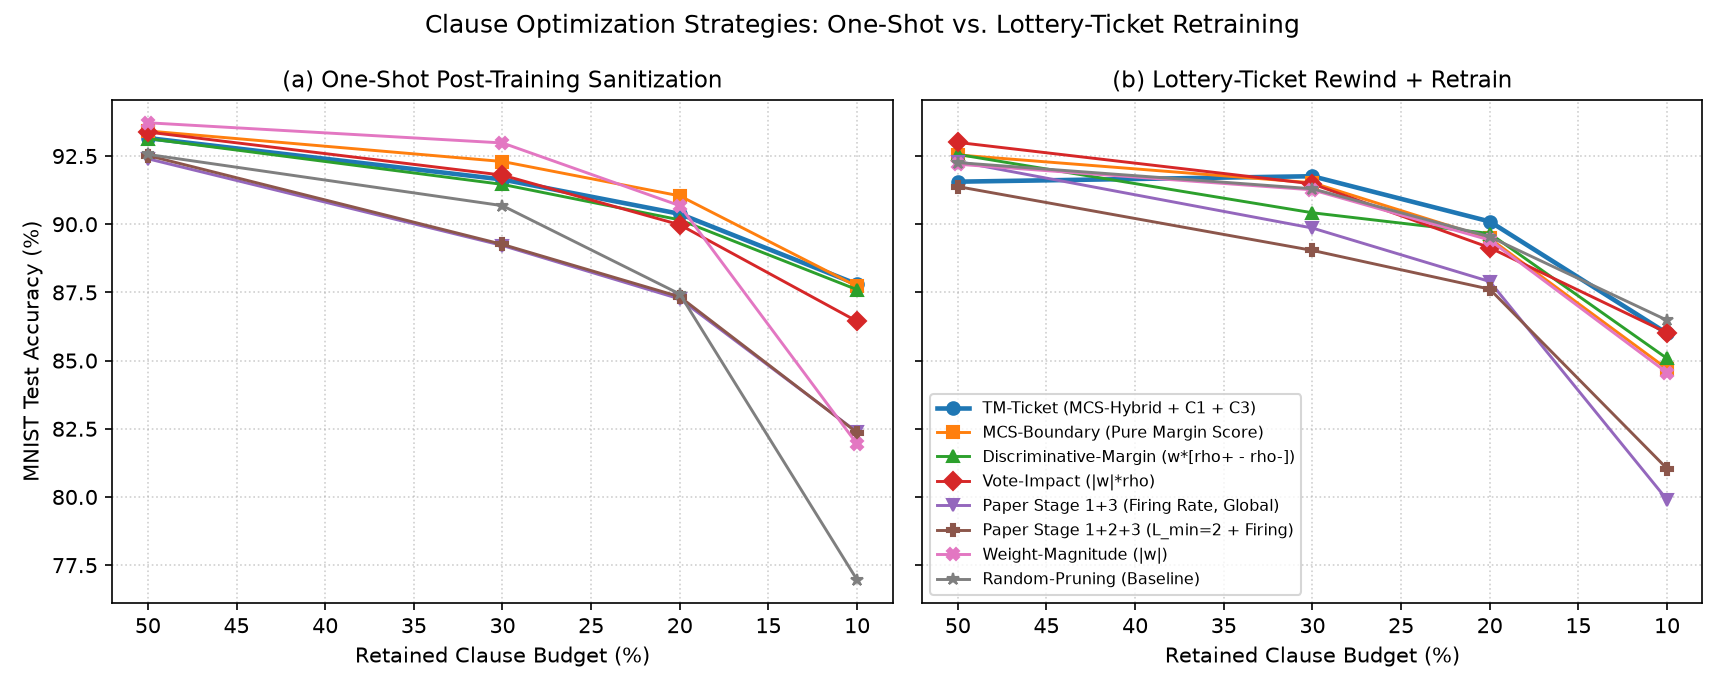 Clause Optimization Strategies: One-Shot vs. Lottery-Ticket Retraining
(a) One-Shot Post-Training Sanitization
MNIST Test Accuracy (%)
92.5
90.0
87.5
85.0
82.5
80.0
77.5
50 45 40 35 30 25 20 15 10
Retained Clause Budget (%)
(b) Lottery-Ticket Rewind + Retrain
TM-Ticket (MCS-Hybrid + C1 + C3)
MCS-Boundary (Pure Margin Score)
Discriminative-Margin (w*[rho+ - rho-])
Vote-Impact (|w|*rho)
Paper Stage 1+3 (Firing Rate, Global)
Paper Stage 1+2+3 (L_min=2 + Firing)
Weight-Magnitude (|w|)
Random-Pruning (Baseline)
50 45 40 35 30 25 20 15 10
Retained Clause Budget (%)